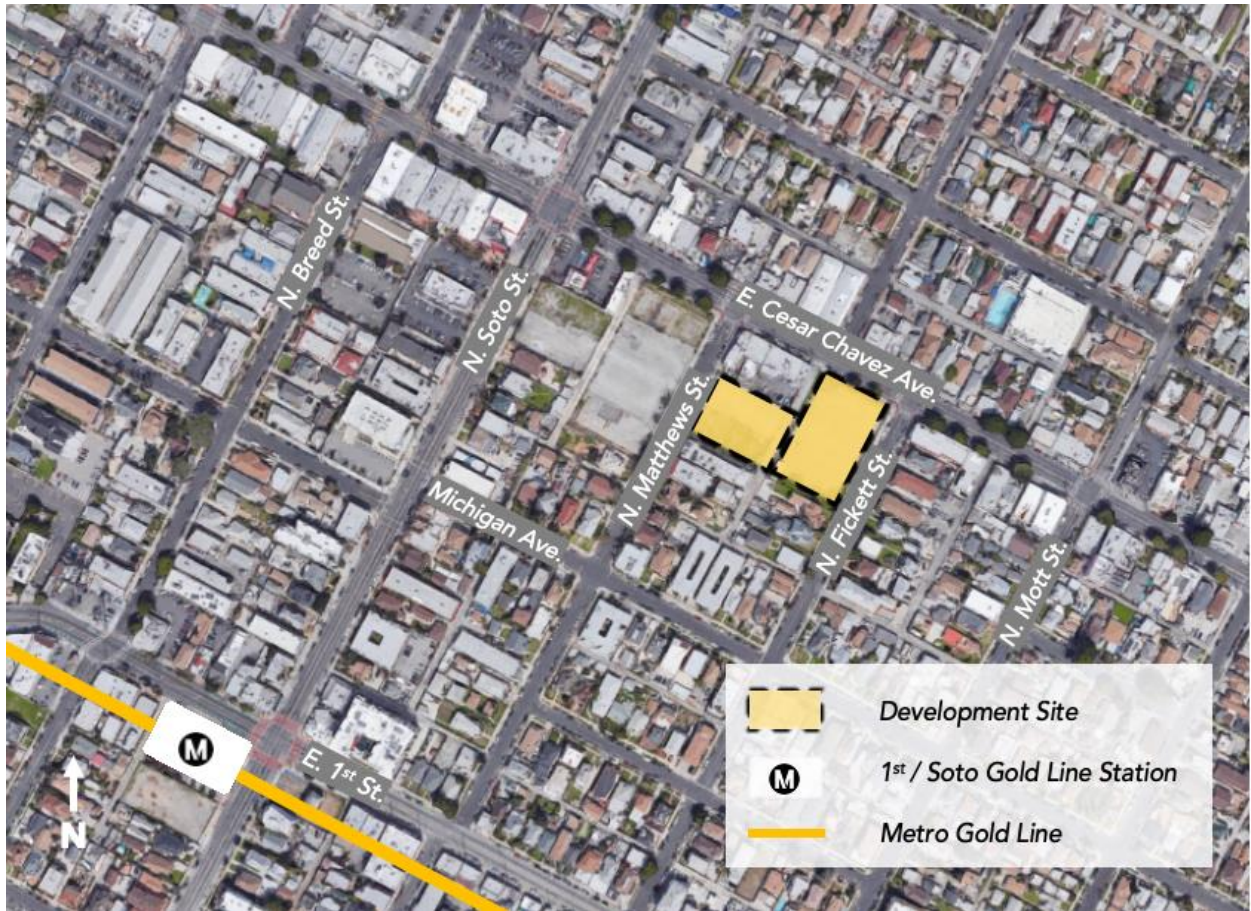 N. Breed St.
N. Soto St.
E. Cesar Chavez Ave.
N. Matthews St.
Michigan Ave.
N. Fickett St.
N. Mott St.
E. 1st St.
M
N
Development Site
M
1st / Soto Gold Line Station
Metro Gold Line